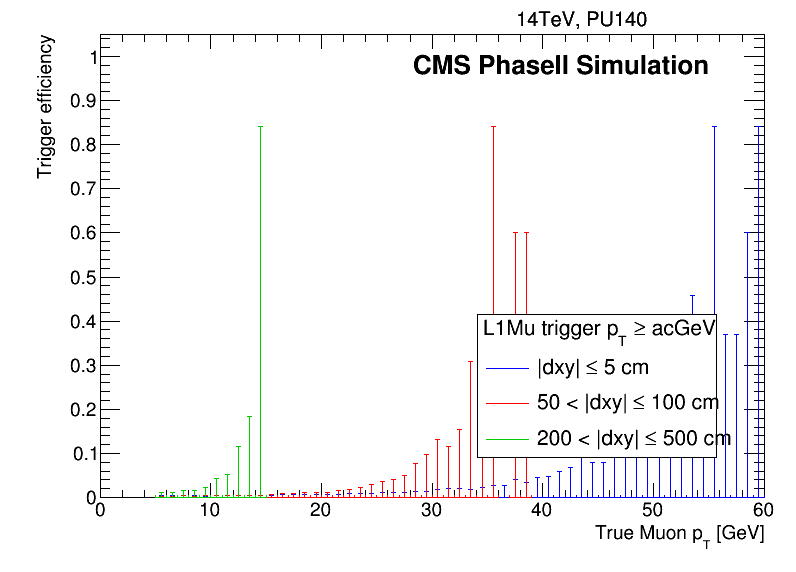 14TeV, PU140
CMS PhaseII Simulation
Trigger efficiency
1
0.9
0.8
0.7
0.6
0.5
0.4
0.3
0.2
0.1
0
L1Mu trigger p_T ≥ acGeV
|dxy| ≤ 5 cm
50 < |dxy| ≤ 100 cm
200 < |dxy| ≤ 500 cm
0 10 20 30 40 50 60
True Muon p_T [GeV]